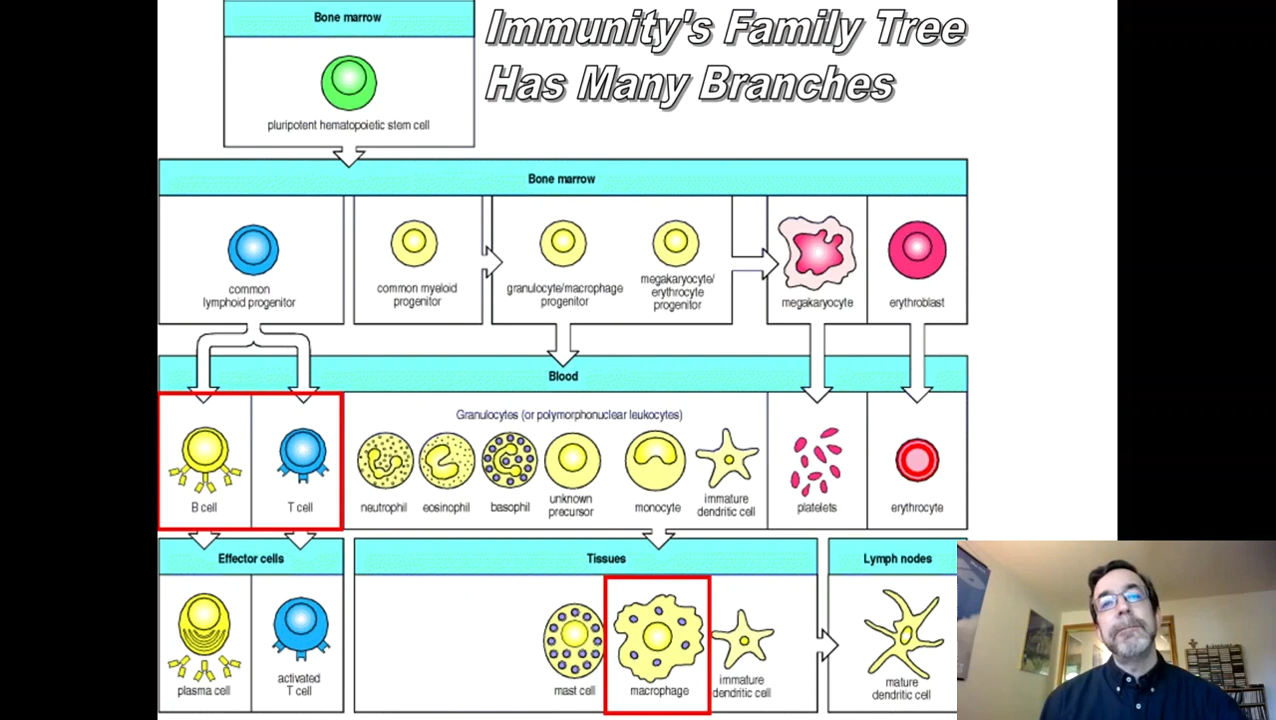 Bone marrow
Immunity's Family Tree
Has Many Branches
pluripotent hematopoietic stem cell
Bone marrow
common
lymphoid progenitor
common myeloid
progenitor
granulocyte/macrophage
progenitor
megakaryocyte/
erythrocyte
progenitor
megakaryocyte
erythroblast
Blood
Granulocytes (or polymorphonuclear leukocytes)
B cell
T cell
neutrophil
eosinophil
basophil
unknown
precursor
monocyte
immature
dendritic cell
platelets
erythrocyte
Effector cells
Tissues
Lymph nodes
plasma cell
activated
T cell
mast cell
macrophage
immature
dendritic cell
mature
dendritic cell